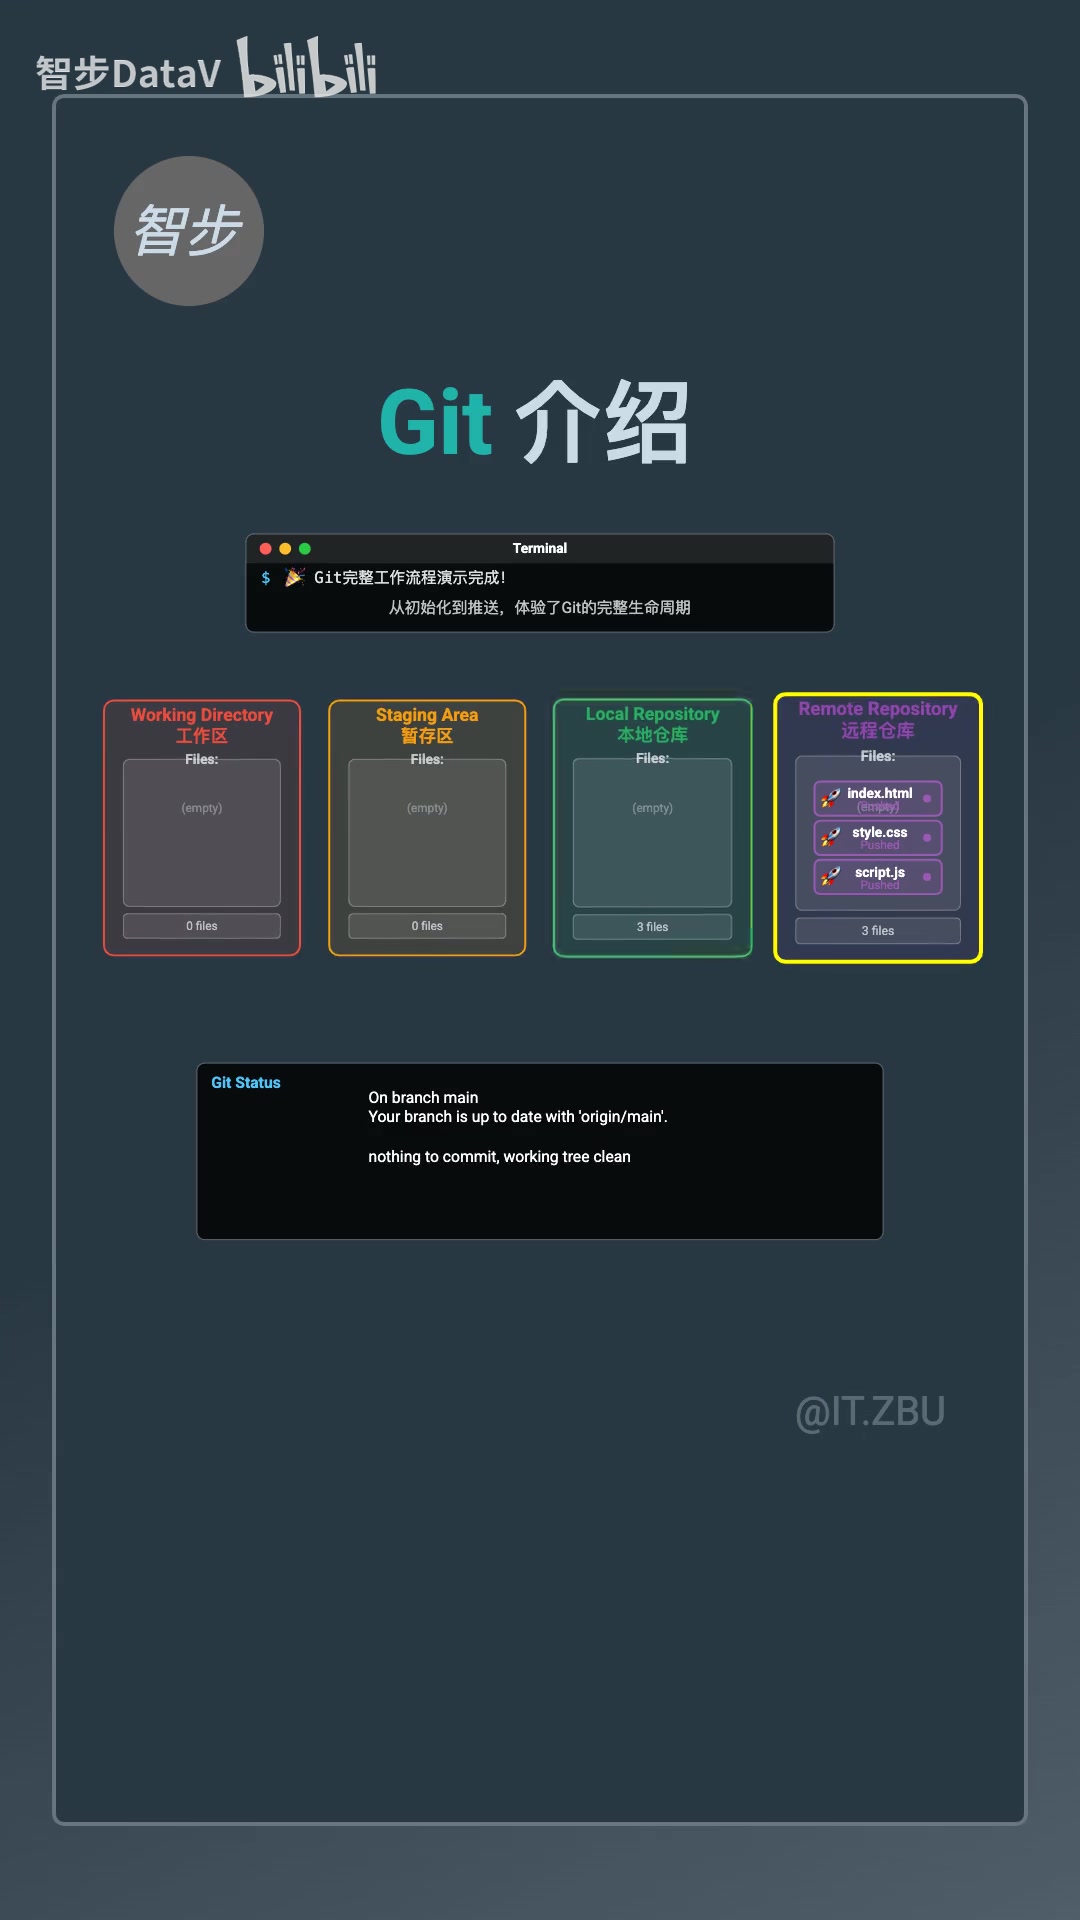 智步DataV bilibili
智步
Git 介绍
Terminal
$ 🎉 Git完整工作流程演示完成!
从初始化到推送，体验了Git的完整生命周期
Working Directory
工作区
Files:
(empty)
0 files
Staging Area
暂存区
Files:
(empty)
0 files
Local Repository
本地仓库
Files:
(empty)
3 files
Remote Repository
远程仓库
Files:
🚀 index.html
(empty)
🚀 style.css
Pushed
🚀 script.js
Pushed
3 files
Git Status
On branch main
Your branch is up to date with 'origin/main'.
nothing to commit, working tree clean
@IT.ZBU